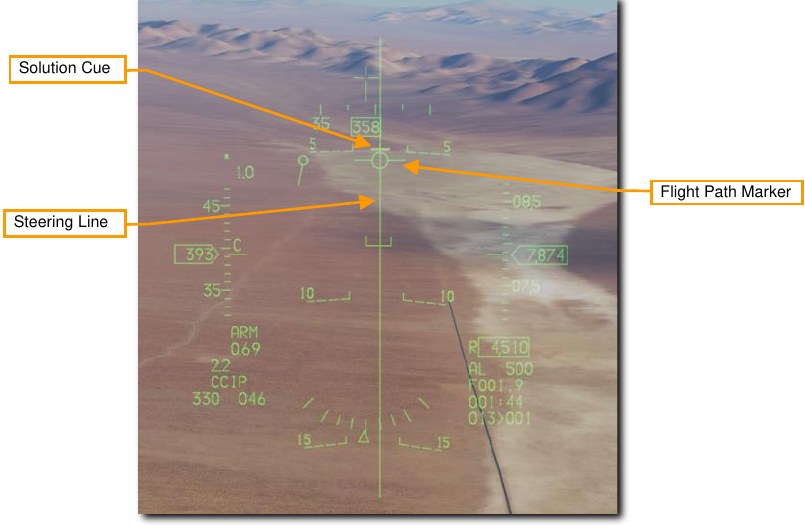 Solution Cue
35
358
5
5
Flight Path Marker
1.0
45
085
Steering Line
393
C
7,874
35
075
10
10
ARM
R 4,510
0.69
AL 500
2.2
F001.9
CCIP
001:44
330 046
013>001
15
15